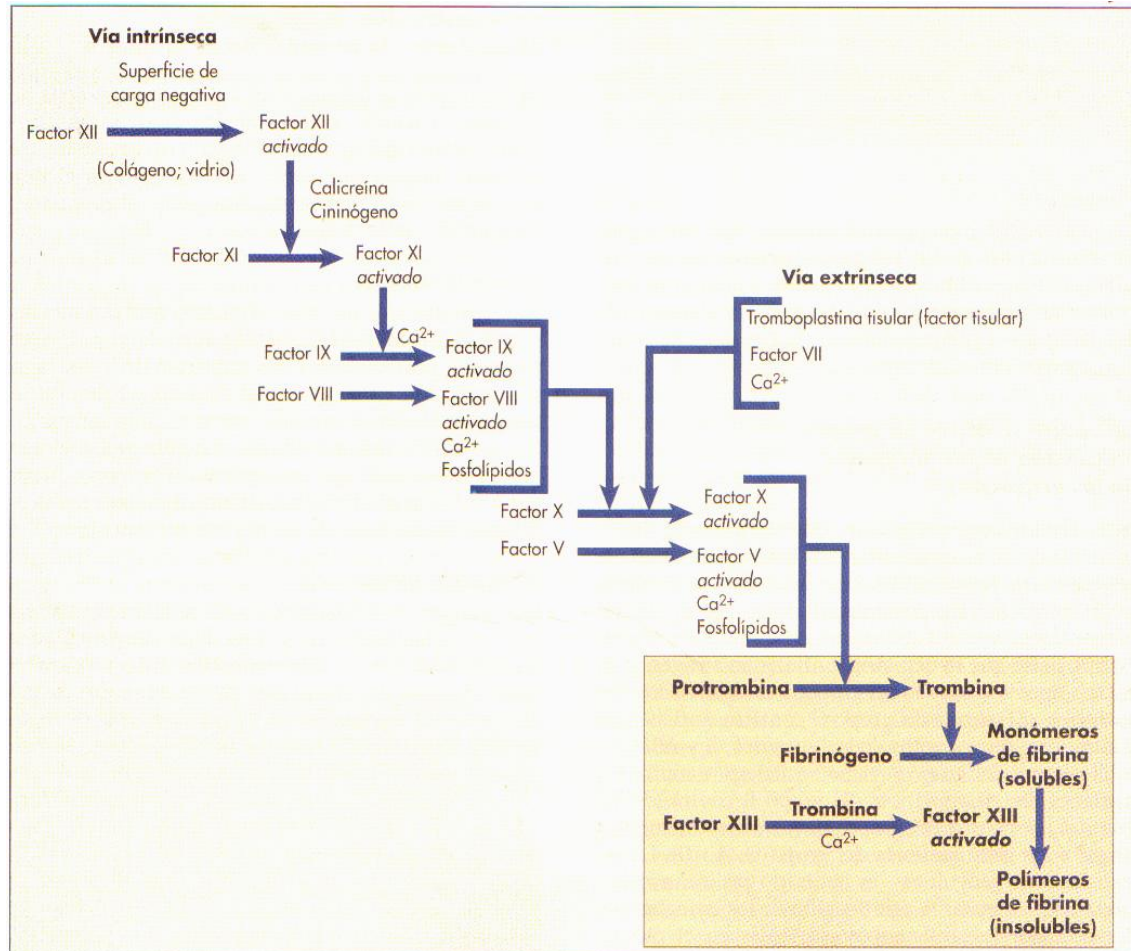 Vía intrínseca
Superficie de
carga negativa
Factor XII
Factor XII
activado
(Colágeno; vidrio)
Calicreína
Cininógeno
Factor XI
Factor XI
activado
Vía extrínseca
Tromboplastina tisular (factor tisular)
Factor VII
Ca2+
Factor IX
Ca2+
Factor IX
activado
Factor VIII
Factor VIII
activado
Ca2+
Fosfolípidos
Factor X
Factor X
activado
Factor V
Factor V
activado
Ca2+
Fosfolípidos
Protrombina
Trombina
Fibrinógeno
Monómeros
de fibrina
(solubles)
Factor XIII
Trombina
Ca2+
Factor XIII
activado
Polímeros
de fibrina
(insolubles)